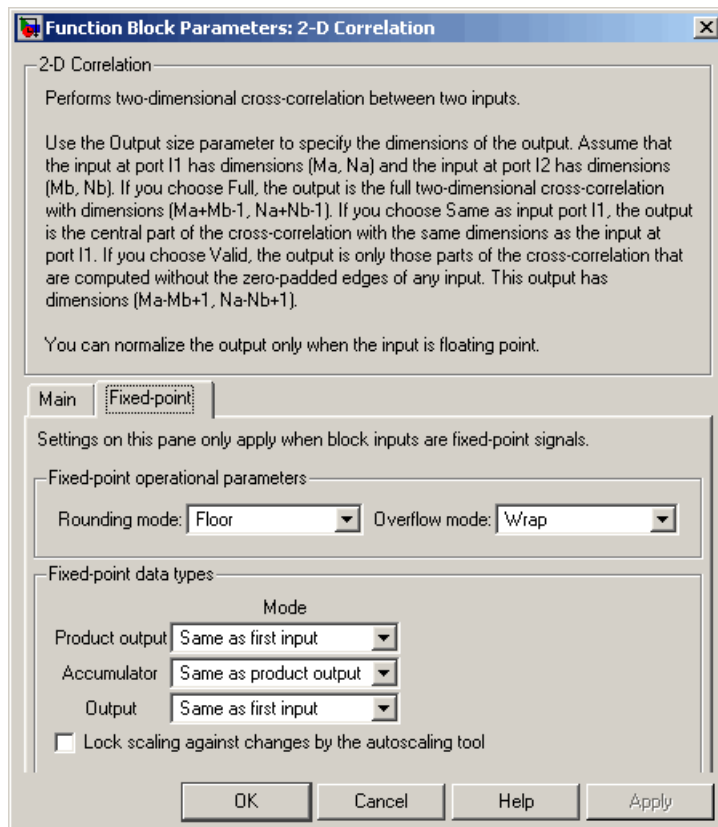 Function Block Parameters: 2-D Correlation
2-D Correlation
Performs two-dimensional cross-correlation between two inputs.
Use the Output size parameter to specify the dimensions of the output. Assume that
the input at port I1 has dimensions (Ma, Na) and the input at port I2 has dimensions
(Mb, Nb). If you choose Full, the output is the full two-dimensional cross-correlation
with dimensions (Ma+Mb-1, Na+Nb-1). If you choose Same as input port I1, the output
is the central part of the cross-correlation with the same dimensions as the input at
port I1. If you choose Valid, the output is only those parts of the cross-correlation that
are computed without the zero-padded edges of any input. This output has
dimensions (Ma-Mb+1, Na-Nb+1).
You can normalize the output only when the input is floating point.
Main Fixed-point
Settings on this pane only apply when block inputs are fixed-point signals.
Fixed-point operational parameters
Rounding mode: Floor Overflow mode: Wrap
Fixed-point data types
Mode
Product output Same as first input
Accumulator Same as product output
Output Same as first input
Lock scaling against changes by the autoscaling tool
OK Cancel Help Apply